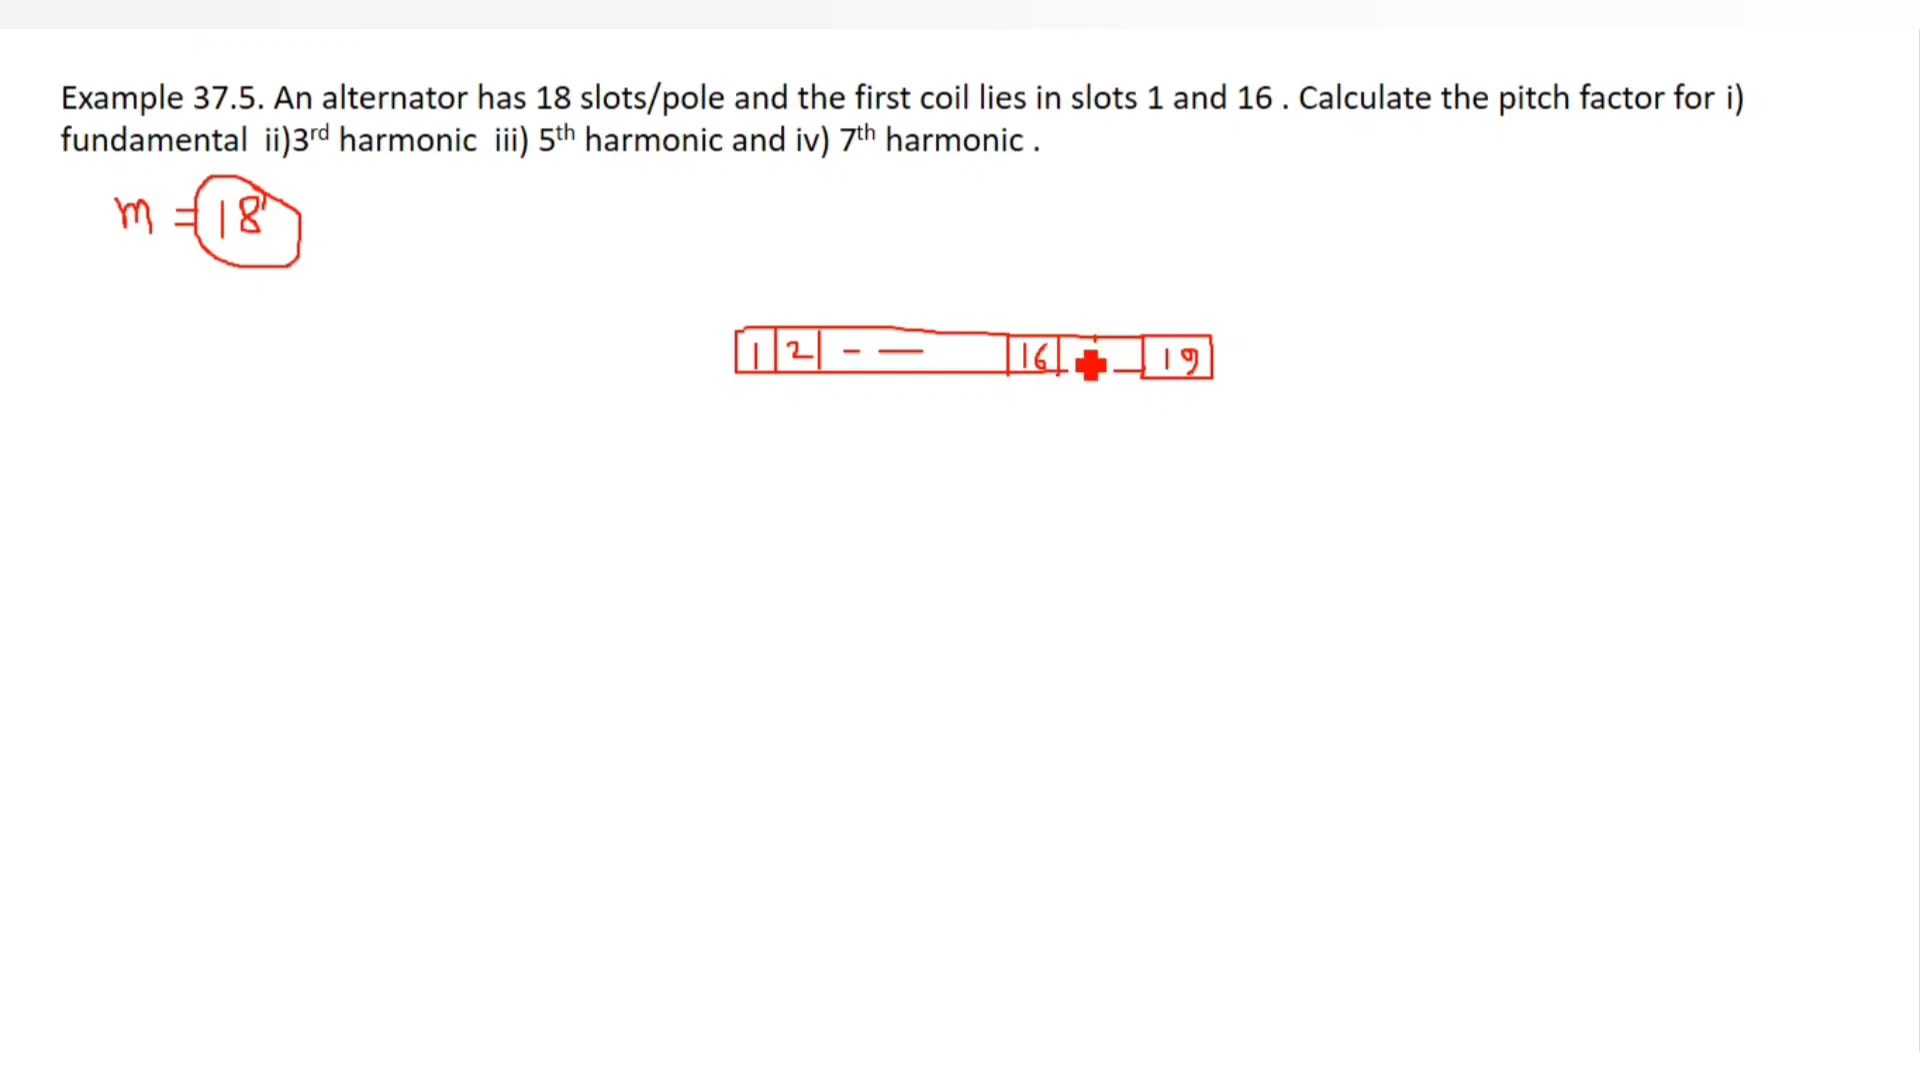 Example 37.5. An alternator has 18 slots/pole and the first coil lies in slots 1 and 16 . Calculate the pitch factor for i)
fundamental ii)3rd harmonic iii) 5th harmonic and iv) 7th harmonic .
m = 18
1 2 - — 16 19